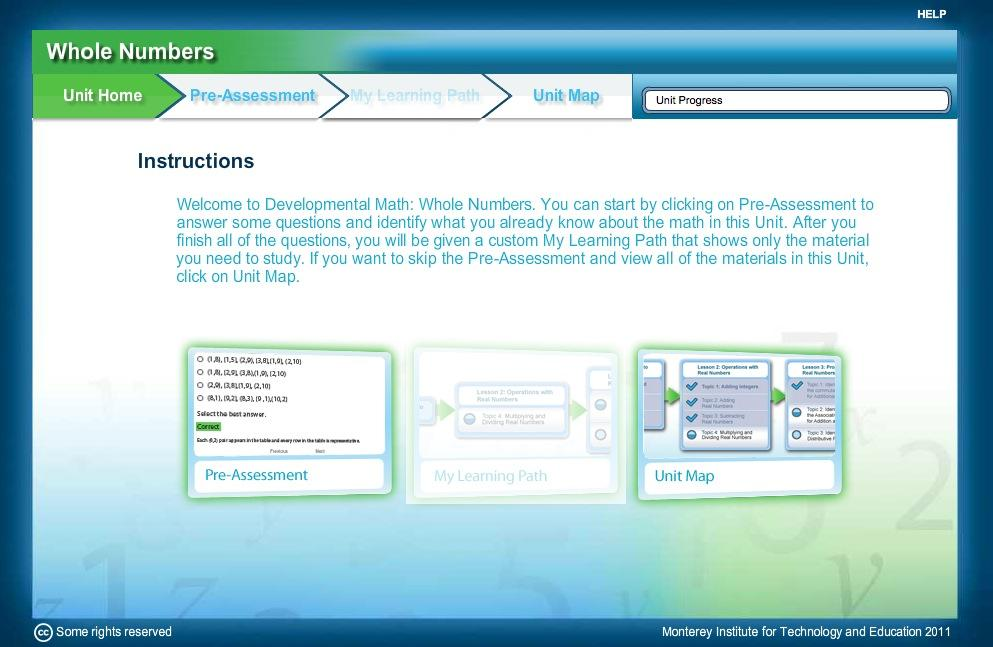 HELP
Whole Numbers
Unit Home
Pre-Assessment
My Learning Path
Unit Map
Unit Progress
Instructions
Welcome to Developmental Math: Whole Numbers. You can start by clicking on Pre-Assessment to
answer some questions and identify what you already know about the math in this Unit. After you
finish all of the questions, you will be given a custom My Learning Path that shows only the material
you need to study. If you want to skip the Pre-Assessment and view all of the materials in this Unit,
click on Unit Map.
(1,8), (1,5), (2,9), (3,8),(1,9), (2,10)
(1,8), (2,9), (3,8),(1,9), (2,10)
(2,9), (3,8),(1,9), (2,10)
(8,1), (9,2), (8,3), (9 ,1),(10,2)
Select the best answer.
Correct
Each (t,2) pair appears in the table and every row in the table is representative.
Previous
Next
Pre-Assessment
Lesson 2: Operations with
Real Numbers
Topic 4: Multiplying and
Dividing Real Numbers
My Learning Path
Lesson 2: Operations with
Real Numbers
Topic 1: Adding Integers
Topic 2: Adding
Real Numbers
Topic 3: Subtracting
Real Numbers
Topic 4: Multiplying and
Dividing Real Numbers
Lesson 3: Pro
Real Numbers
Topic 1: Iden
the commuta
for Addition
Topic 2: Iden
the Associati
for Addition a
Topic 3: Iden
Distributive P
Unit Map
7
x
2
3
5
y
1
z
v
cc Some rights reserved
Monterey Institute for Technology and Education 2011